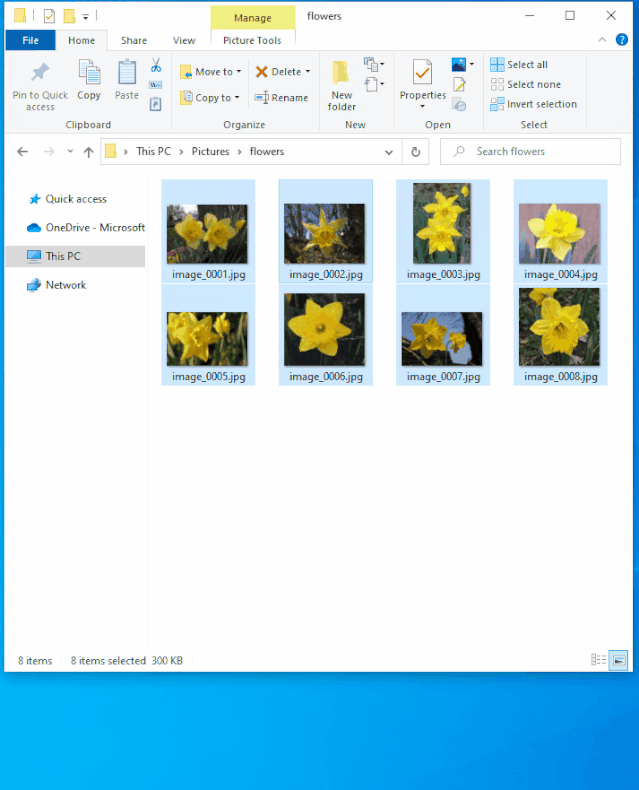 Manage
flowers
File
Home
Share
View
Picture Tools
Pin to Quick
access
Copy
Paste
Move to
Copy to
Delete
Rename
New
folder
Properties
Select all
Select none
Invert selection
Clipboard
Organize
New
Open
Select
This PC
Pictures
flowers
Search flowers
Quick access
OneDrive - Microsoft
This PC
Network
image_0001.jpg
image_0002.jpg
image_0003.jpg
image_0004.jpg
image_0005.jpg
image_0006.jpg
image_0007.jpg
image_0008.jpg
8 items
8 items selected
300 KB